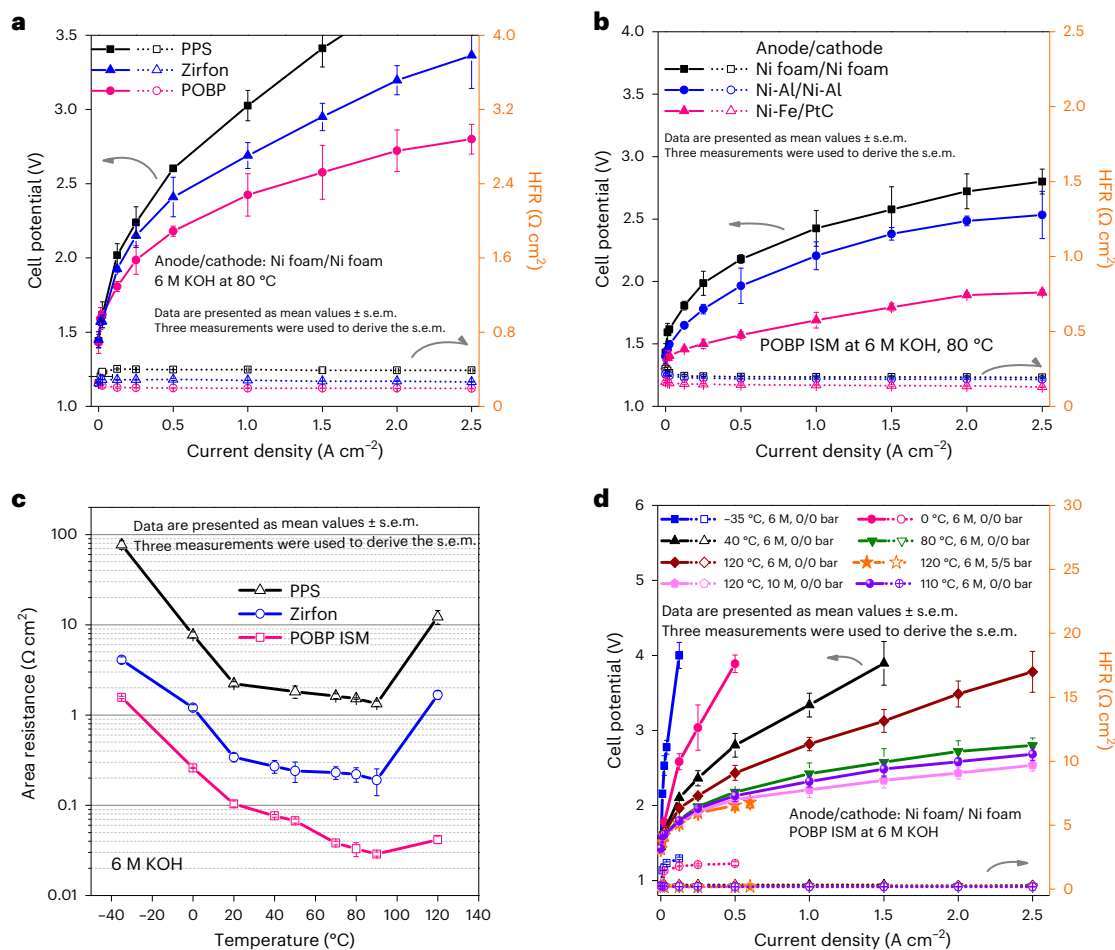 a
3.5
3.0
2.5
2.0
1.5
1.0
Cell potential (V)
PPS
Zirfon
POBP
Anode/cathode: Ni foam/Ni foam
6 M KOH at 80 °C
Data are presented as mean values ± s.e.m.
Three measurements were used to derive the s.e.m.
4.0
3.2
2.4
1.6
0.8
0
HFR (Ω cm²)
0 0.5 1.0 1.5 2.0 2.5
Current density (A cm⁻²)
b
4.0
3.5
3.0
2.5
2.0
1.5
1.0
Cell potential (V)
Anode/cathode
Ni foam/Ni foam
Ni-Al/Ni-Al
Ni-Fe/PtC
Data are presented as mean values ± s.e.m.
Three measurements were used to derive the s.e.m.
POBP ISM at 6 M KOH, 80 °C
2.5
2.0
1.5
1.0
0.5
0
HFR (Ω cm²)
0 0.5 1.0 1.5 2.0 2.5
Current density (A cm⁻²)
c
100
10
1
0.1
0.01
Area resistance (Ω cm²)
Data are presented as mean values ± s.e.m.
Three measurements were used to derive the s.e.m.
PPS
Zirfon
POBP ISM
6 M KOH
−40 −20 0 20 40 60 80 100 120 140
Temperature (°C)
d
6
5
4
3
2
1
Cell potential (V)
−35 °C, 6 M, 0/0 bar
0 °C, 6 M, 0/0 bar
40 °C, 6 M, 0/0 bar
80 °C, 6 M, 0/0 bar
120 °C, 6 M, 0/0 bar
120 °C, 6 M, 5/5 bar
120 °C, 10 M, 0/0 bar
110 °C, 6 M, 0/0 bar
Data are presented as mean values ± s.e.m.
Three measurements were used to derive the s.e.m.
Anode/cathode: Ni foam/ Ni foam
POBP ISM at 6 M KOH
30
25
20
15
10
5
0
HFR (Ω cm²)
0 0.5 1.0 1.5 2.0 2.5
Current density (A cm⁻²)